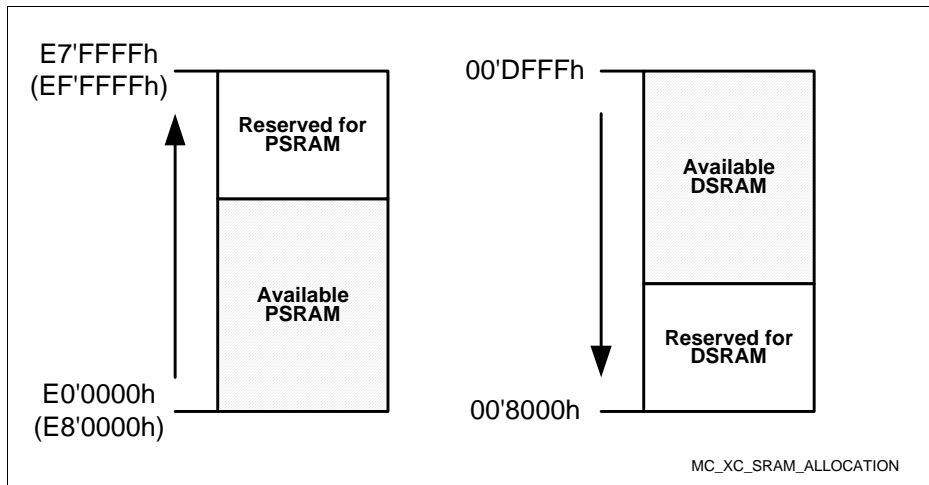 E7'FFFFh
(EF'FFFFh)
Reserved for
PSRAM
Available
PSRAM
E0'0000h
(E8'0000h)
00'DFFFh
Available
DSRAM
Reserved for
DSRAM
00'8000h
MC_XC_SRAM_ALLOCATION